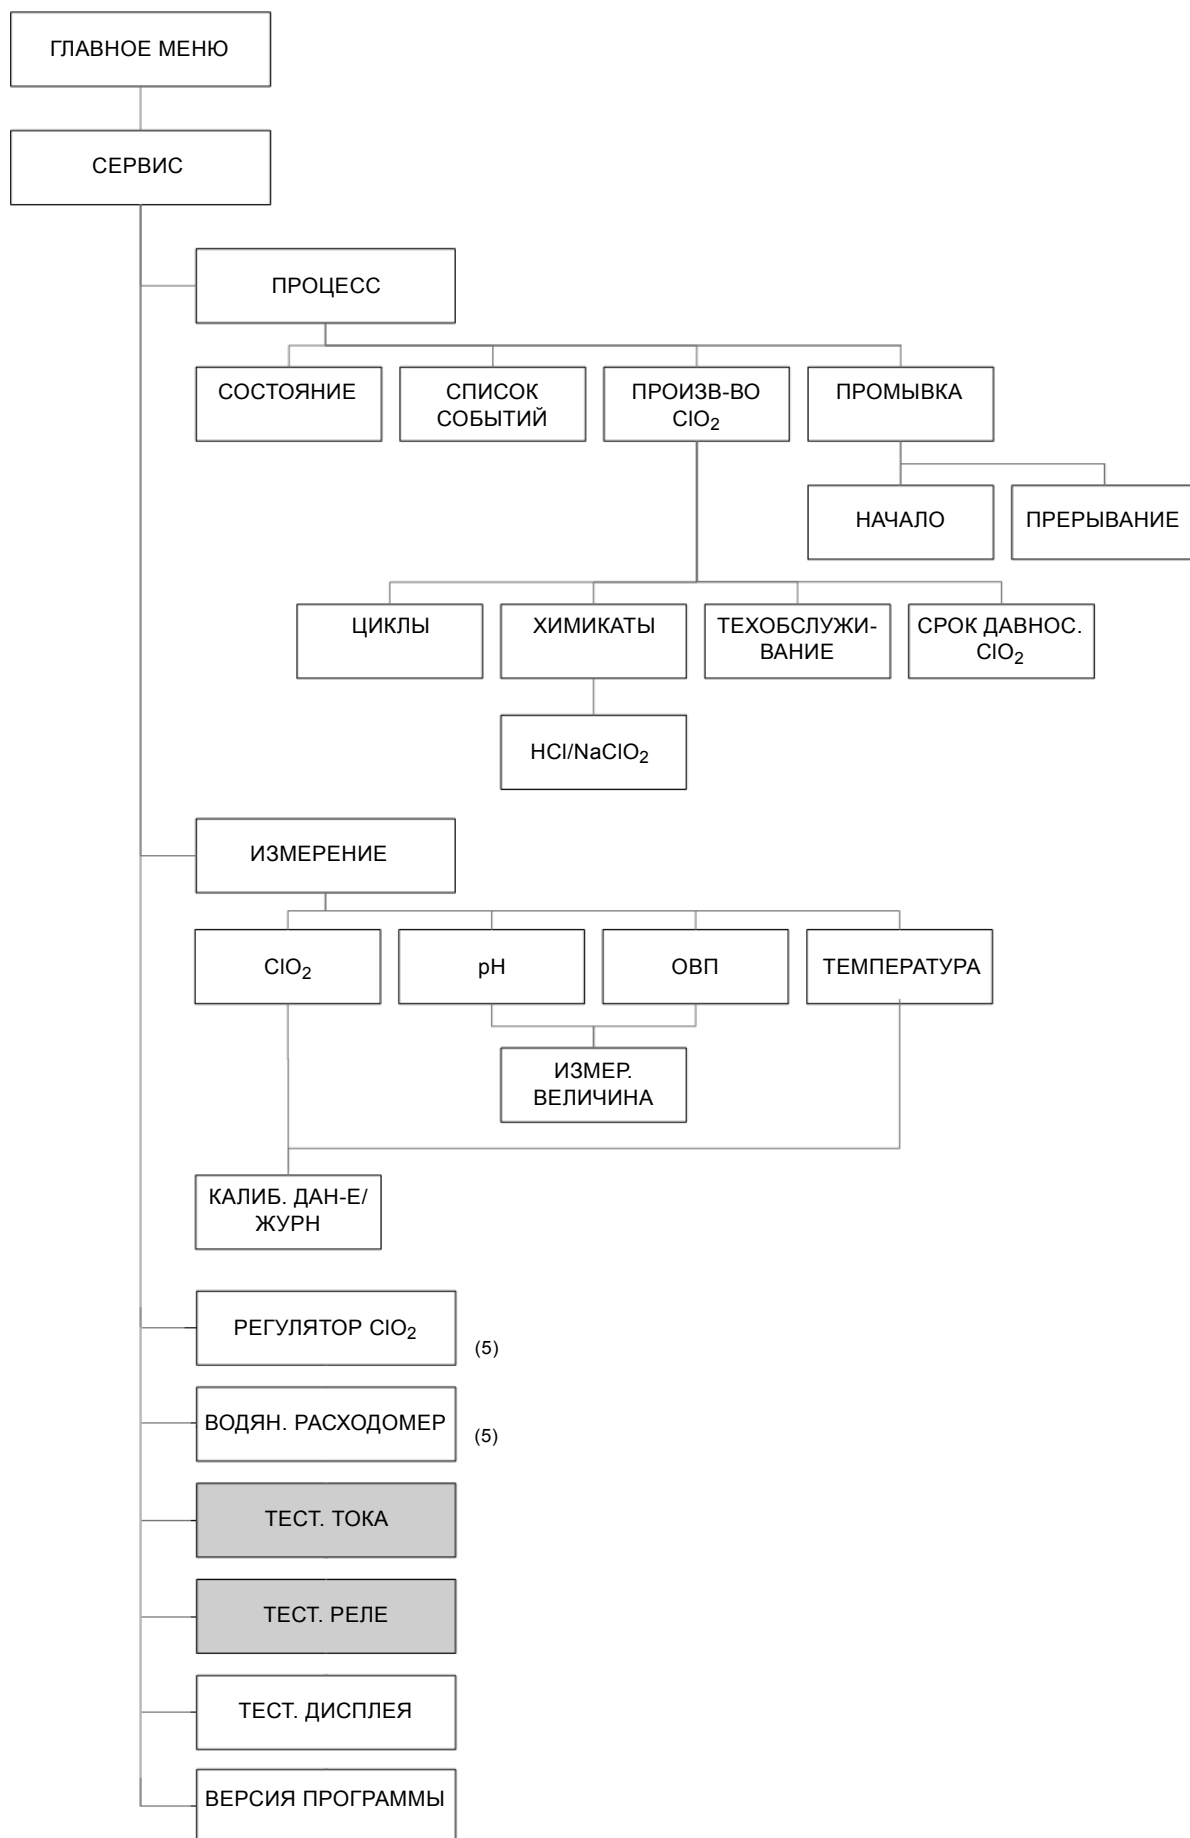 ГЛАВНОЕ МЕНЮ
СЕРВИС
ПРОЦЕСС
СОСТОЯНИЕ
СПИСОК
СОБЫТИЙ
ПРОИЗВ-ВО
ClO₂
ПРОМЫВКА
НАЧАЛО
ПРЕРЫВАНИЕ
ЦИКЛЫ
ХИМИКАТЫ
ТЕХОБСЛУЖИ-
ВАНИЕ
СРОК ДАВНОС.
ClO₂
HCl/NaClO₂
ИЗМЕРЕНИЕ
ClO₂
pH
ОВП
ТЕМПЕРАТУРА
ИЗМЕР.
ВЕЛИЧИНА
КАЛИБ. ДАН-Е/
ЖУРН
РЕГУЛЯТОР ClO₂
(5)
ВОДЯН. РАСХОДОМЕР
(5)
ТЕСТ. ТОКА
ТЕСТ. РЕЛЕ
ТЕСТ. ДИСПЛЕЯ
ВЕРСИЯ ПРОГРАММЫ